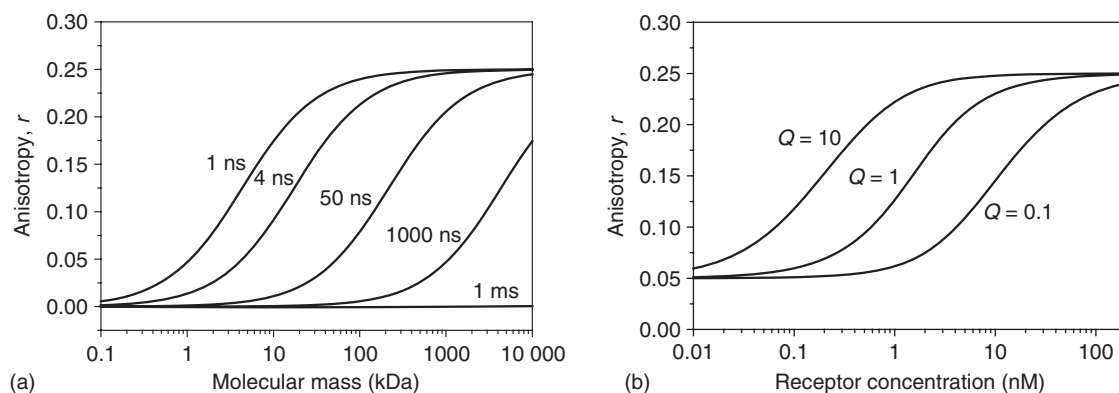 0.30
0.25
0.20
0.15
0.10
0.05
0.00
Anisotropy, r
1 ns
4 ns
50 ns
1000 ns
1 ms
0.1
1
10
100
1000
10 000
(a)
Molecular mass (kDa)
0.30
0.25
0.20
0.15
0.10
0.05
0.00
Anisotropy, r
Q = 10
Q = 1
Q = 0.1
0.01
0.1
1
10
100
(b)
Receptor concentration (nM)